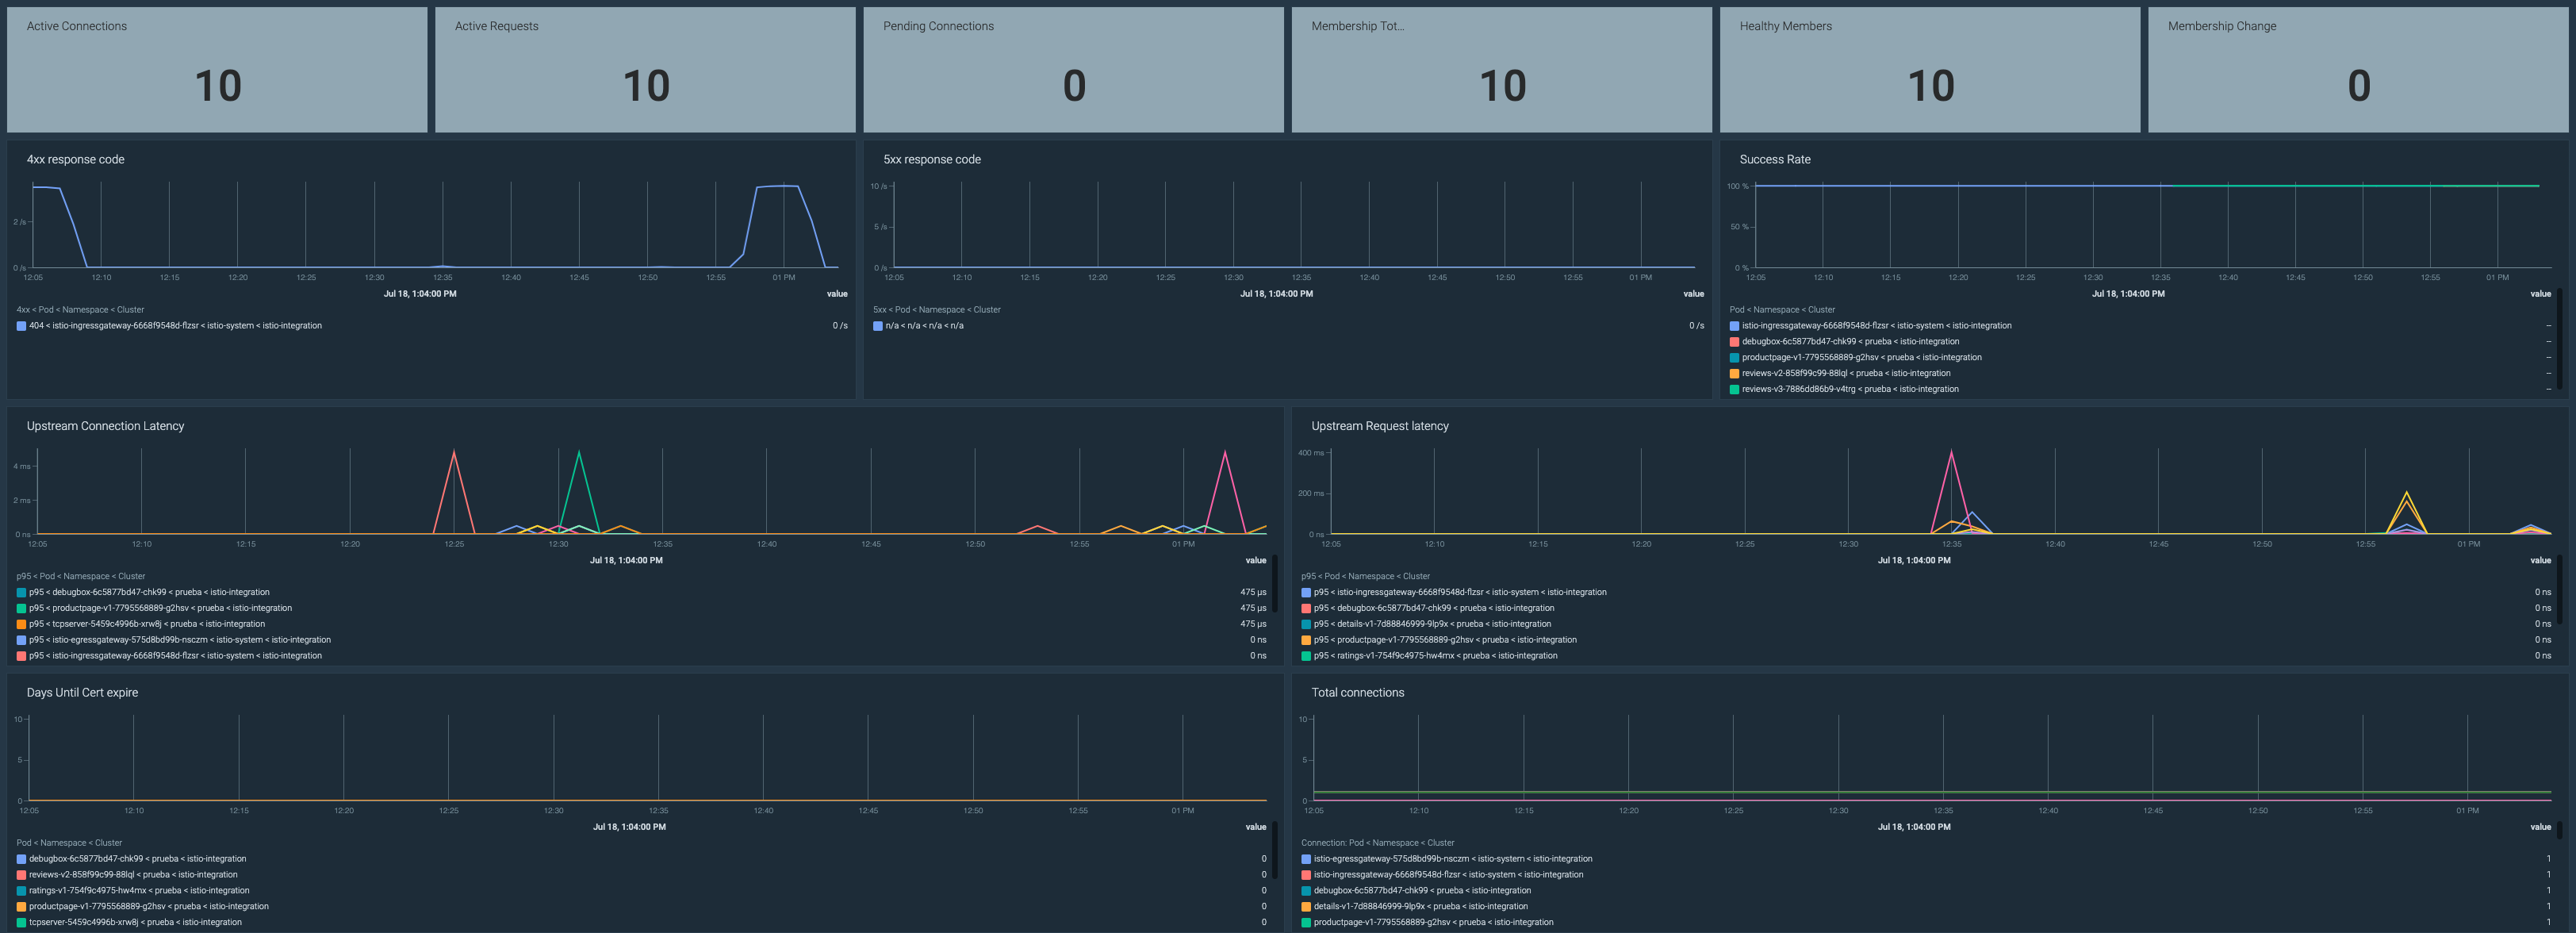 Active Connections
10
Active Requests
10
Pending Connections
0
Membership Tot...
10
Healthy Members
10
Membership Change
0
4xx response code
2 /s
0 /s
12:05 12:10 12:15 12:20 12:25 12:30 12:35 12:40 12:45 12:50 12:55 01 PM
Jul 18, 1:04:00 PM value
4xx < Pod < Namespace < Cluster
404 < istio-ingressgateway-6668f9548d-flzsr < istio-system < istio-integration 0 /s
5xx response code
10 /s
5 /s
0 /s
12:05 12:10 12:15 12:20 12:25 12:30 12:35 12:40 12:45 12:50 12:55 01 PM
Jul 18, 1:04:00 PM value
5xx < Pod < Namespace < Cluster
n/a < n/a < n/a < n/a 0 /s
Success Rate
100 %
50 %
0 %
12:05 12:10 12:15 12:20 12:25 12:30 12:35 12:40 12:45 12:50 12:55 01 PM
Jul 18, 1:04:00 PM value
Pod < Namespace < Cluster
istio-ingressgateway-6668f9548d-flzsr < istio-system < istio-integration --
debugbox-6c5877bd47-chk99 < prueba < istio-integration --
productpage-v1-7795568889-g2hsv < prueba < istio-integration --
reviews-v2-858f99c99-88lql < prueba < istio-integration --
reviews-v3-7886dd86b9-v4trg < prueba < istio-integration --
Upstream Connection Latency
4 ms
2 ms
0 ns
12:05 12:10 12:15 12:20 12:25 12:30 12:35 12:40 12:45 12:50 12:55 01 PM
Jul 18, 1:04:00 PM value
p95 < Pod < Namespace < Cluster
p95 < debugbox-6c5877bd47-chk99 < prueba < istio-integration 475 µs
p95 < productpage-v1-7795568889-g2hsv < prueba < istio-integration 475 µs
p95 < tcpserver-5459c4996b-xrw8j < prueba < istio-integration 475 µs
p95 < istio-egressgateway-575d8bd99b-nsczm < istio-system < istio-integration 0 ns
p95 < istio-ingressgateway-6668f9548d-flzsr < istio-system < istio-integration 0 ns
Upstream Request latency
400 ms
200 ms
0 ns
12:05 12:10 12:15 12:20 12:25 12:30 12:35 12:40 12:45 12:50 12:55 01 PM
Jul 18, 1:04:00 PM value
p95 < Pod < Namespace < Cluster
p95 < istio-ingressgateway-6668f9548d-flzsr < istio-system < istio-integration 0 ns
p95 < debugbox-6c5877bd47-chk99 < prueba < istio-integration 0 ns
p95 < details-v1-7d88846999-9lp9x < prueba < istio-integration 0 ns
p95 < productpage-v1-7795568889-g2hsv < prueba < istio-integration 0 ns
p95 < ratings-v1-754f9c4975-hw4mx < prueba < istio-integration 0 ns
Days Until Cert expire
10
5
0
12:05 12:10 12:15 12:20 12:25 12:30 12:35 12:40 12:45 12:50 12:55 01 PM
Jul 18, 1:04:00 PM value
Pod < Namespace < Cluster
debugbox-6c5877bd47-chk99 < prueba < istio-integration 0
reviews-v2-858f99c99-88lql < prueba < istio-integration 0
ratings-v1-754f9c4975-hw4mx < prueba < istio-integration 0
productpage-v1-7795568889-g2hsv < prueba < istio-integration 0
tcpserver-5459c4996b-xrw8j < prueba < istio-integration 0
Total connections
10
5
0
12:05 12:10 12:15 12:20 12:25 12:30 12:35 12:40 12:45 12:50 12:55 01 PM
Jul 18, 1:04:00 PM value
Connection: Pod < Namespace < Cluster
istio-egressgateway-575d8bd99b-nsczm < istio-system < istio-integration 1
istio-ingressgateway-6668f9548d-flzsr < istio-system < istio-integration 1
debugbox-6c5877bd47-chk99 < prueba < istio-integration 1
details-v1-7d88846999-9lp9x < prueba < istio-integration 1
productpage-v1-7795568889-g2hsv < prueba < istio-integration 1